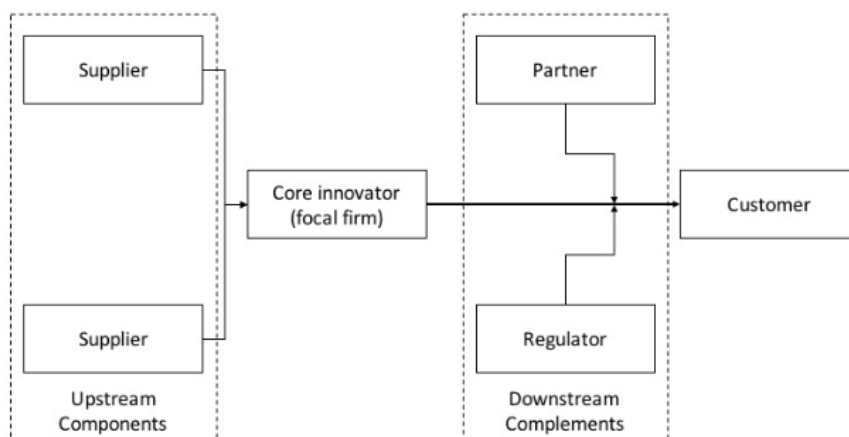 Supplier
Partner
Core innovator
(focal firm)
Customer
Supplier
Regulator
Upstream
Components
Downstream
Complements